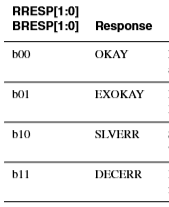 RRESP[1:0]
BRESP[1:0] Response
b00 OKAY
b01 EXOKAY
b10 SLVERR
b11 DECERR